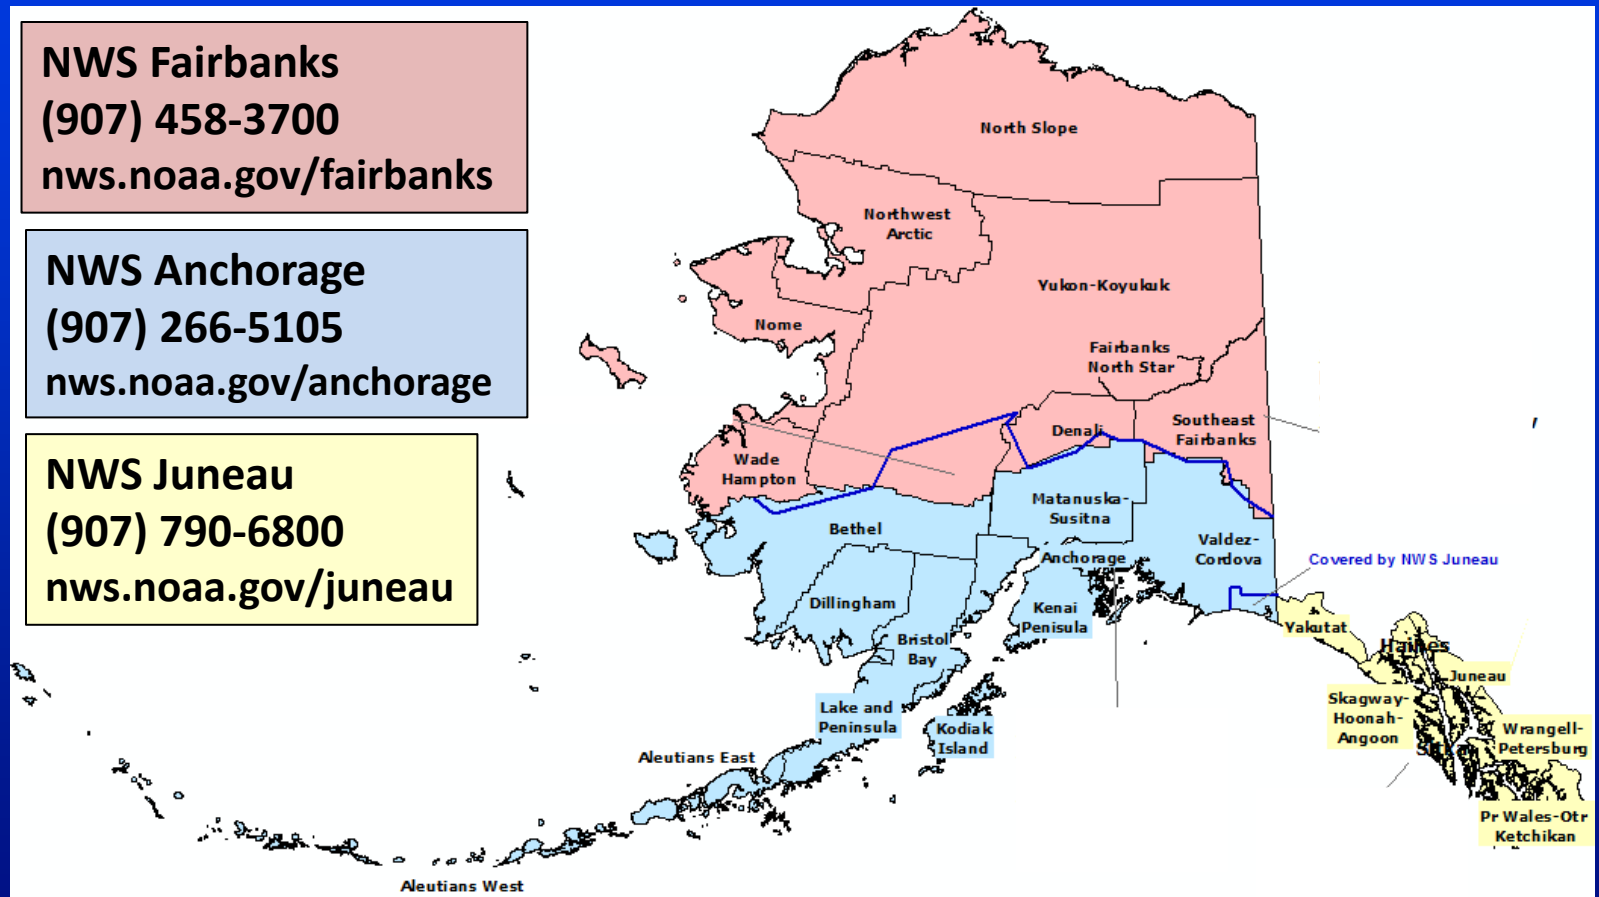 NWS Fairbanks
(907) 458-3700
nws.noaa.gov/fairbanks
NWS Anchorage
(907) 266-5105
nws.noaa.gov/anchorage
NWS Juneau
(907) 790-6800
nws.noaa.gov/juneau
North Slope
Northwest
Arctic
Yukon-Koyukuk
Nome
Fairbanks
North Star
Denali
Southeast
Fairbanks
Wade
Hampton
Matanuska-
Susitna
Bethel
Valdez-
Cordova
Anchorage
Covered by NWS Juneau
Dillingham
Kenai
Penisula
Bristol
Bay
Yakutat
Haines
Juneau
Skagway-
Hoonah-
Angoon
Lake and
Peninsula
Kodiak
Island
Wrangell-
Petersburg
Sitka
Aleutians East
Pr Wales-Otr
Ketchikan
Aleutians West